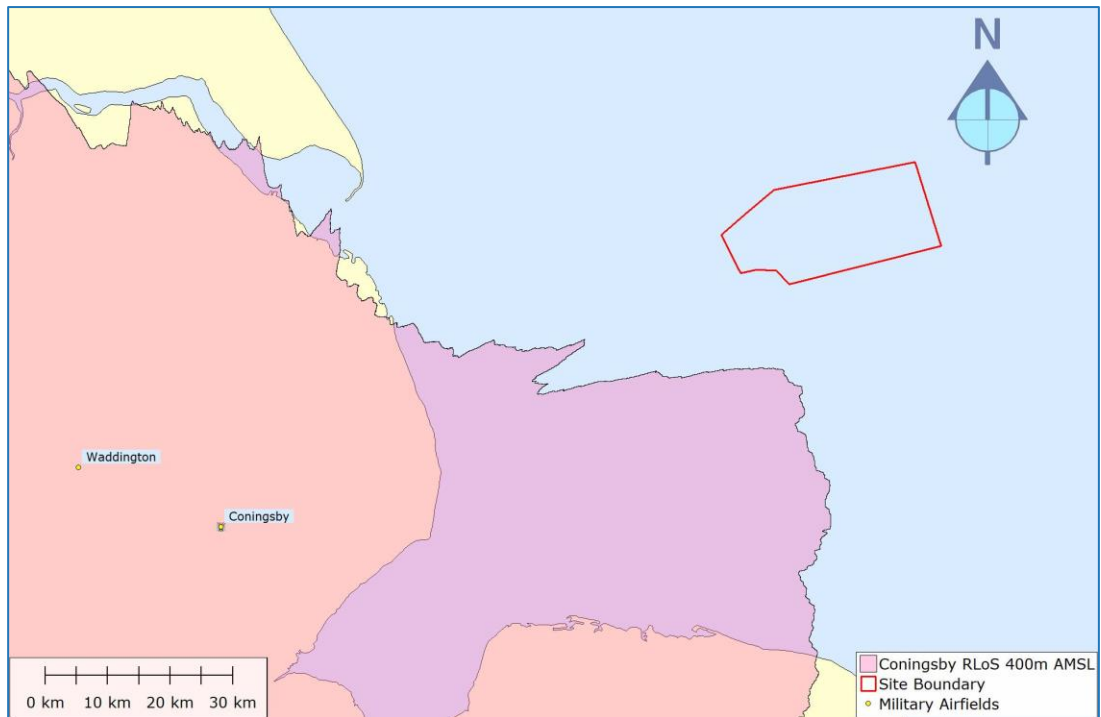 N
Waddington
Coningsby
0 km 10 km 20 km 30 km
Coningsby RLoS 400m AMSL
Site Boundary
Military Airfields